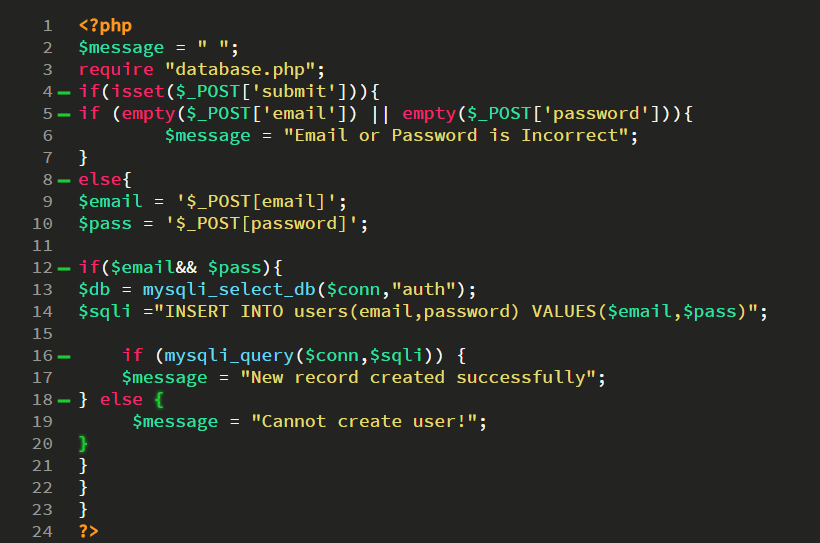 1 <?php
2 $message = " ";
3 require "database.php";
4 if(isset($_POST['submit'])){
5 if (empty($_POST['email']) || empty($_POST['password'])){
6         $message = "Email or Password is Incorrect";
7 }
8 else{
9 $email = '$_POST[email]';
10 $pass = '$_POST[password]';
11
12 if($email&& $pass){
13 $db = mysqli_select_db($conn,"auth");
14 $sqli ="INSERT INTO users(email,password) VALUES($email,$pass)";
15
16     if (mysqli_query($conn,$sqli)) {
17     $message = "New record created successfully";
18 } else {
19      $message = "Cannot create user!";
20 }
21 }
22 }
23 }
24 ?>